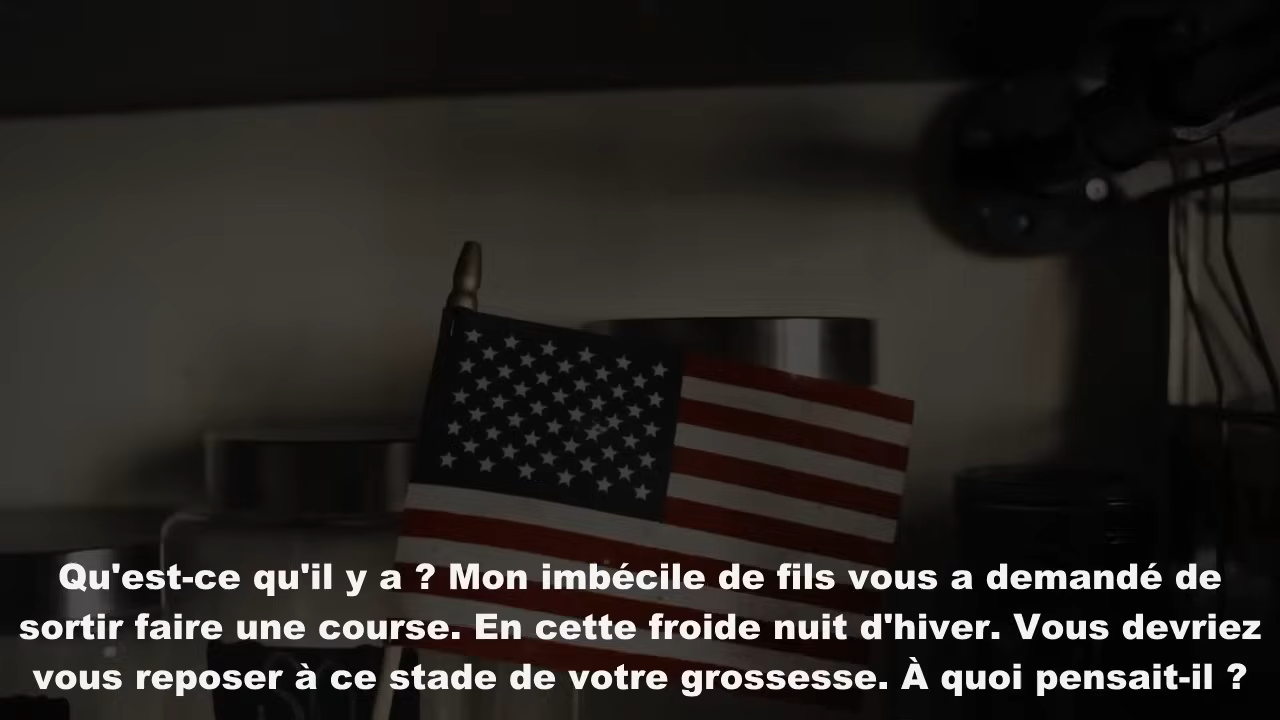 Qu'est-ce qu'il y a ? Mon imbécile de fils vous a demandé de
sortir faire une course. En cette froide nuit d'hiver. Vous devriez
vous reposer à ce stade de votre grossesse. À quoi pensait-il ?